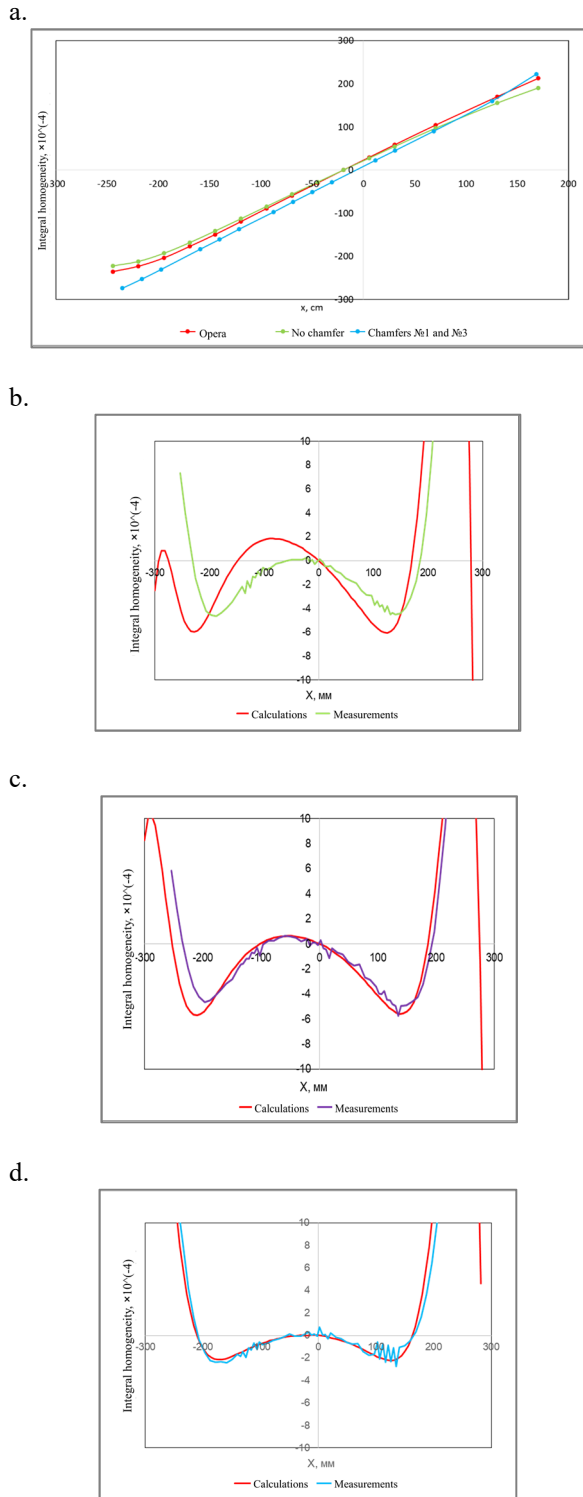 a.
300
200
100
0
-300 -250 -200 -150 -100 -50 0 50 100 150 200
-100
-200
-300
Integral homogeneity, ×10^(-4)
x, cm
Opera No chamfer Chamfers №1 and №3
b.
10
8
6
4
2
0
-300 -200 -100 0 100 200 300
-2
-4
-6
-8
-10
Integral homogeneity, ×10^(-4)
X, мм
Calculations Measurements
c.
10
8
6
4
2
0
-300 -200 -100 0 100 200 300
-2
-4
-6
-8
-10
Integral homogeneity, ×10^(-4)
X, мм
Calculations Measurements
d.
10
8
6
4
2
0
-300 -200 -100 0 100 200 300
-2
-4
-6
-8
-10
Integral homogeneity, ×10^(-4)
X, мм
Calculations Measurements